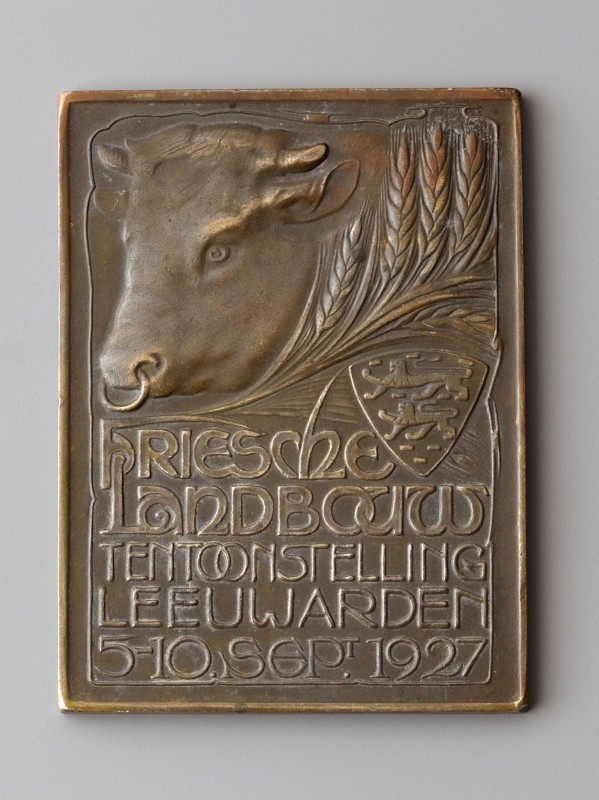 FRIESCHE
LANDBOUW
TENTOONSTELLING
LEEUWARDEN
5-10.SEPT. 1927